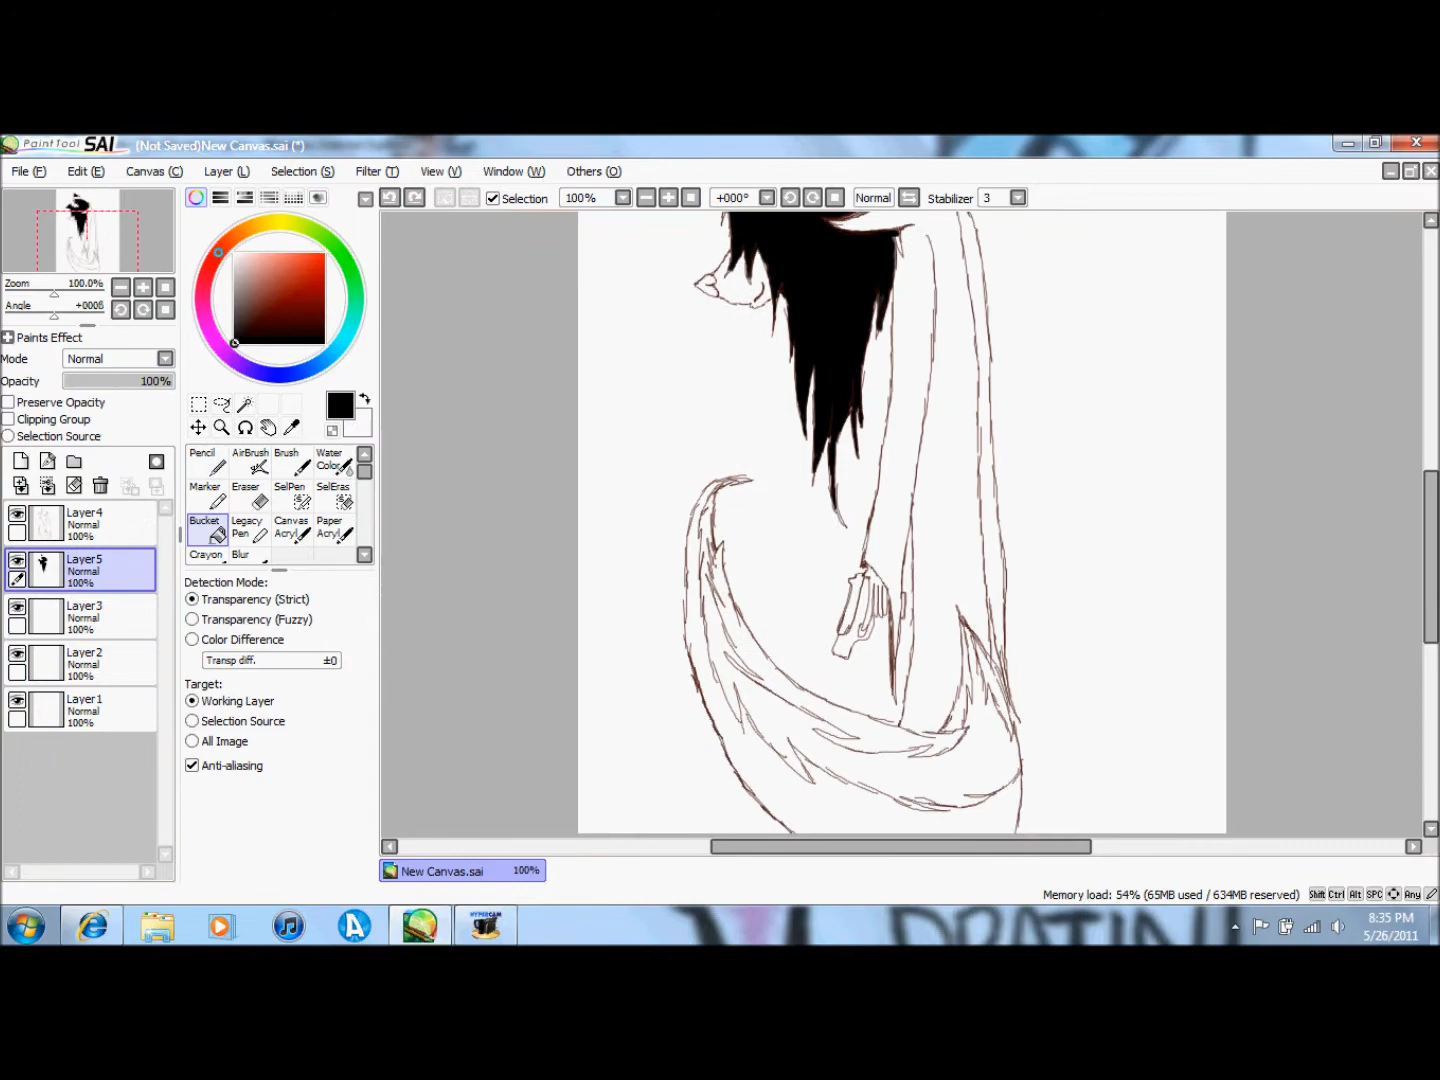 PaintTool SAI (Not Saved)New Canvas.sai (*)
File (F) Edit (E) Canvas (C) Layer (L) Selection (S) Filter (T) View (V) Window (W) Others (O)
Selection 100% +000° Normal Stabilizer 3
Zoom 100.0%
Angle +000ß
Paints Effect
Mode Normal
Opacity 100%
Preserve Opacity
Clipping Group
Selection Source
Layer4
Normal
100%
Layer5
Normal
100%
Layer3
Normal
100%
Layer2
Normal
100%
Layer1
Normal
100%
Pencil AirBrush Brush Water Color
Marker Eraser SelPen SelEras
Bucket Legacy Pen Canvas Acryl Paper Acryl
Crayon Blur
Detection Mode:
Transparency (Strict)
Transparency (Fuzzy)
Color Difference
Transp diff. ±0
Target:
Working Layer
Selection Source
All Image
Anti-aliasing
New Canvas.sai 100%
Memory load: 54% (65MB used / 634MB reserved) Shift Ctrl Alt SPC Any
HYPERCAM
8:35 PM
5/26/2011